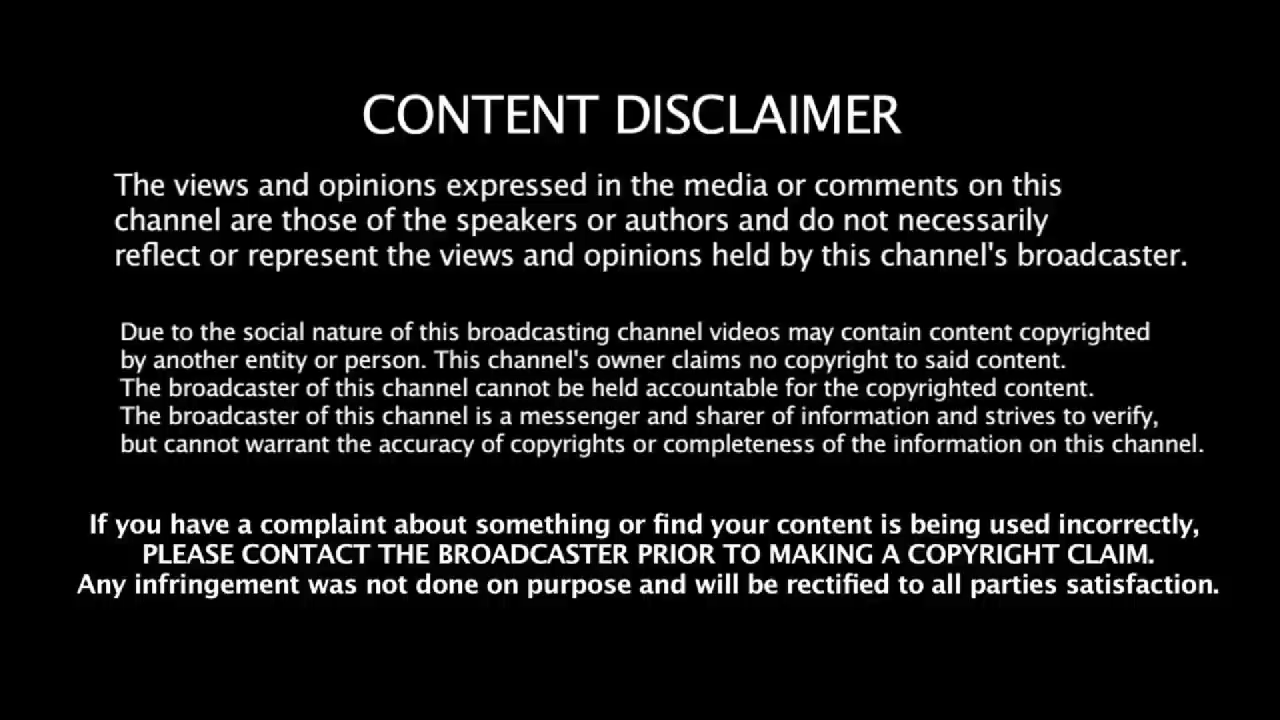 CONTENT DISCLAIMER
The views and opinions expressed in the media or comments on this
channel are those of the speakers or authors and do not necessarily
reflect or represent the views and opinions held by this channel's broadcaster.
Due to the social nature of this broadcasting channel videos may contain content copyrighted
by another entity or person. This channel's owner claims no copyright to said content.
The broadcaster of this channel cannot be held accountable for the copyrighted content.
The broadcaster of this channel is a messenger and sharer of information and strives to verify,
but cannot warrant the accuracy of copyrights or completeness of the information on this channel.
If you have a complaint about something or find your content is being used incorrectly,
PLEASE CONTACT THE BROADCASTER PRIOR TO MAKING A COPYRIGHT CLAIM.
Any infringement was not done on purpose and will be rectified to all parties satisfaction.